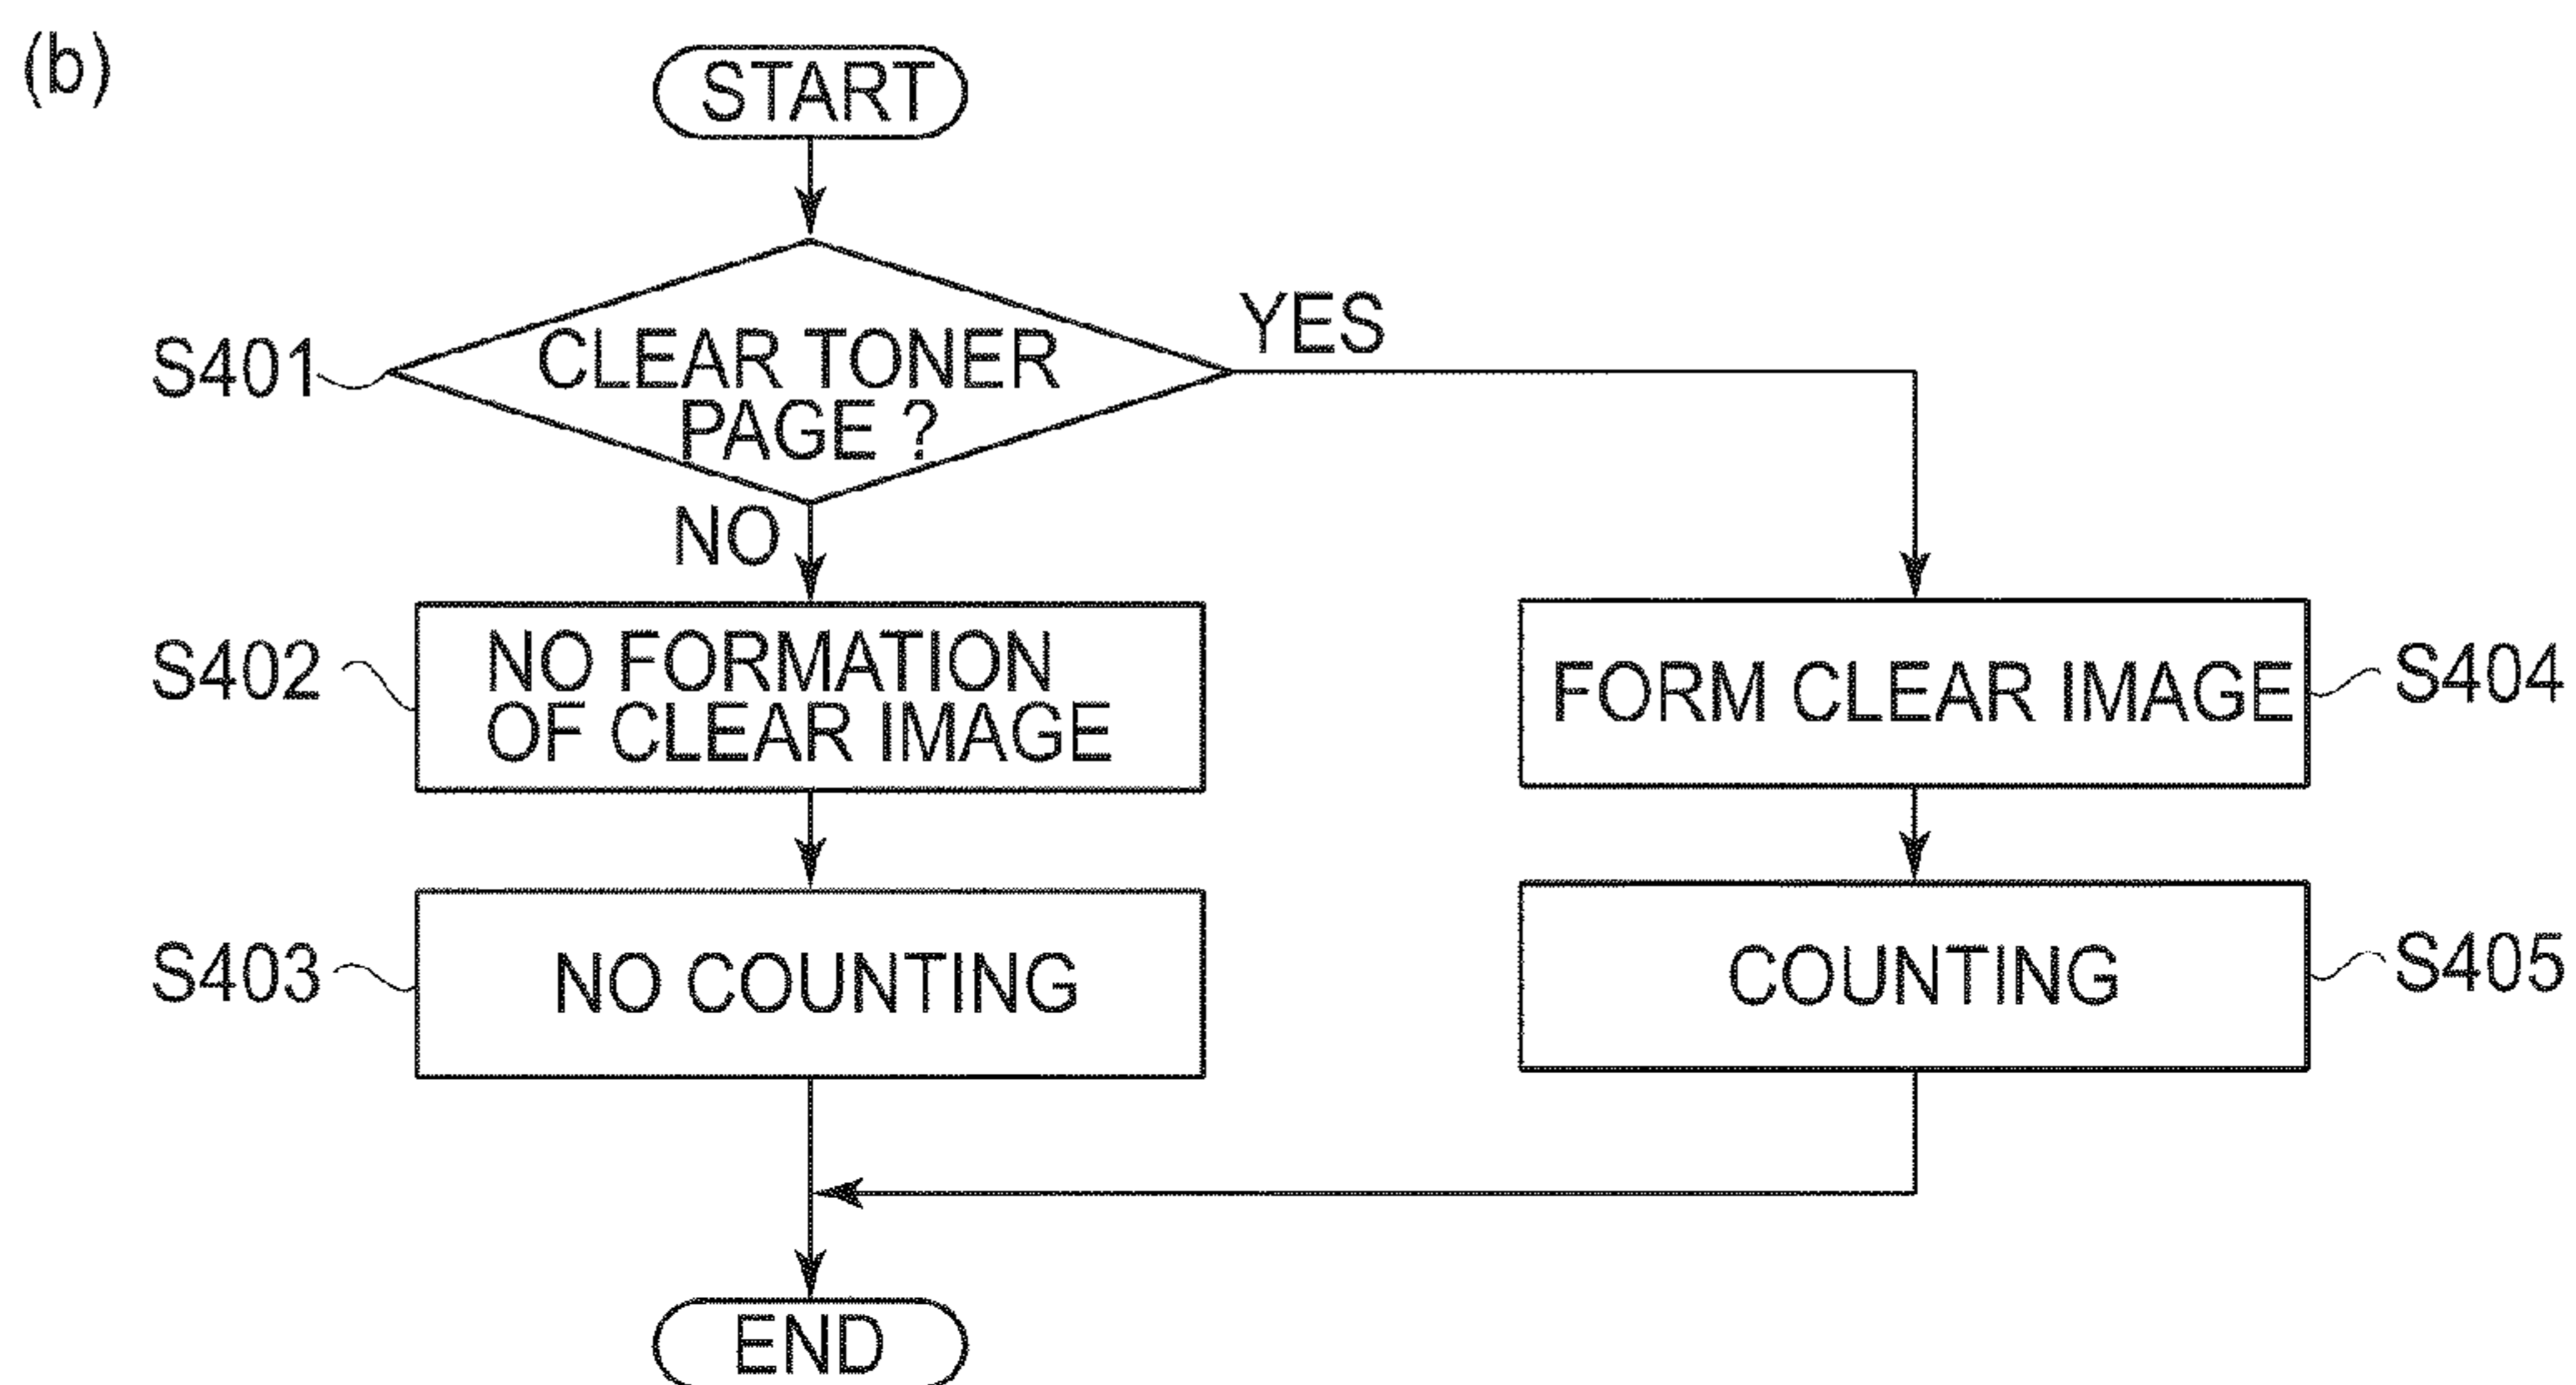 (b)
START
S401
CLEAR TONER
PAGE ?
YES
NO
S402
NO FORMATION
OF CLEAR IMAGE
FORM CLEAR IMAGE
S404
S403
NO COUNTING
COUNTING
S405
END